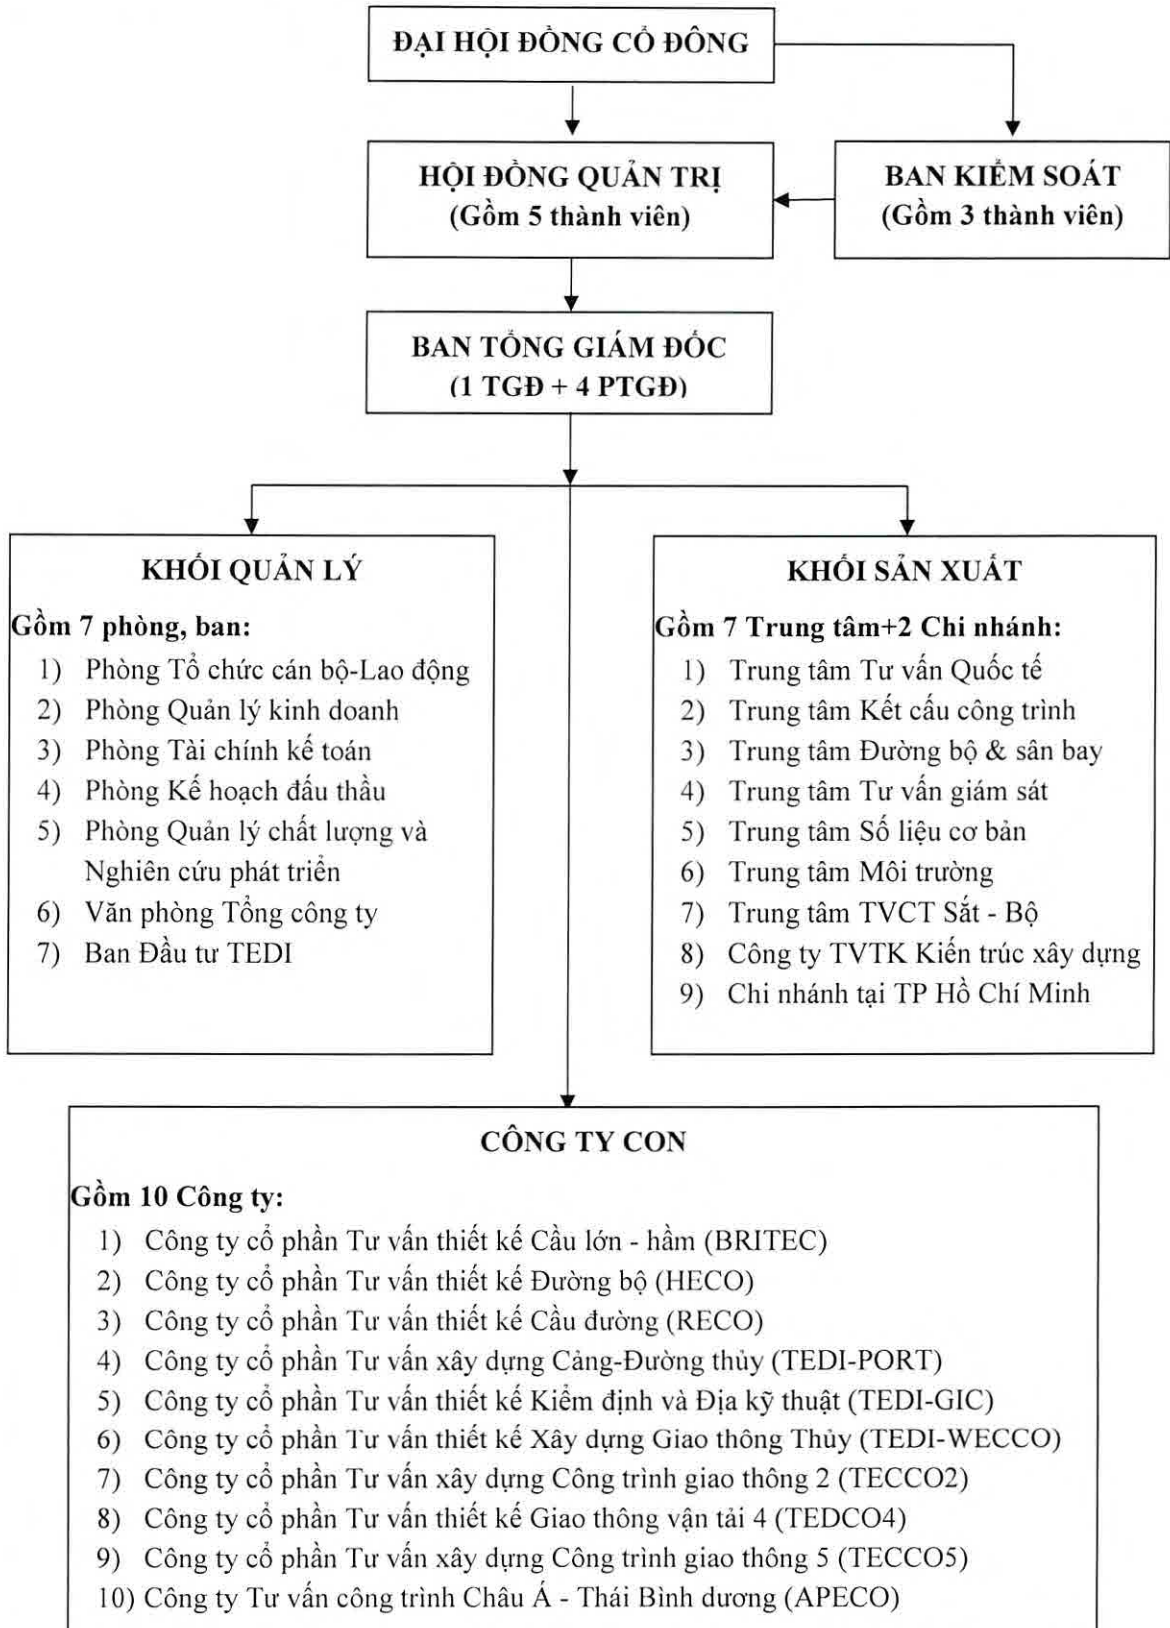 ĐẠI HỘI ĐỒNG CỔ ĐÔNG
HỘI ĐỒNG QUẢN TRỊ
(Gồm 5 thành viên)
BAN KIỂM SOÁT
(Gồm 3 thành viên)
BAN TỔNG GIÁM ĐỐC
(1 TGĐ + 4 PTGĐ)
KHỐI QUẢN LÝ
Gồm 7 phòng, ban:
1) Phòng Tổ chức cán bộ-Lao động
2) Phòng Quản lý kinh doanh
3) Phòng Tài chính kế toán
4) Phòng Kế hoạch đấu thầu
5) Phòng Quản lý chất lượng và
Nghiên cứu phát triển
6) Văn phòng Tổng công ty
7) Ban Đầu tư TEDI
KHỐI SẢN XUẤT
Gồm 7 Trung tâm+2 Chi nhánh:
1) Trung tâm Tư vấn Quốc tế
2) Trung tâm Kết cấu công trình
3) Trung tâm Đường bộ & sân bay
4) Trung tâm Tư vấn giám sát
5) Trung tâm Số liệu cơ bản
6) Trung tâm Môi trường
7) Trung tâm TVCT Sắt - Bộ
8) Công ty TVTK Kiến trúc xây dựng
9) Chi nhánh tại TP Hồ Chí Minh
CÔNG TY CON
Gồm 10 Công ty:
1) Công ty cổ phần Tư vấn thiết kế Cầu lớn - hầm (BRITEC)
2) Công ty cổ phần Tư vấn thiết kế Đường bộ (HECO)
3) Công ty cổ phần Tư vấn thiết kế Cầu đường (RECO)
4) Công ty cổ phần Tư vấn xây dựng Cảng-Đường thủy (TEDI-PORT)
5) Công ty cổ phần Tư vấn thiết kế Kiểm định và Địa kỹ thuật (TEDI-GIC)
6) Công ty cổ phần Tư vấn thiết kế Xây dựng Giao thông Thủy (TEDI-WECCO)
7) Công ty cổ phần Tư vấn xây dựng Công trình giao thông 2 (TECCO2)
8) Công ty cổ phần Tư vấn thiết kế Giao thông vận tải 4 (TEDCO4)
9) Công ty cổ phần Tư vấn xây dựng Công trình giao thông 5 (TECCO5)
10) Công ty Tư vấn công trình Châu Á - Thái Bình dương (APECO)